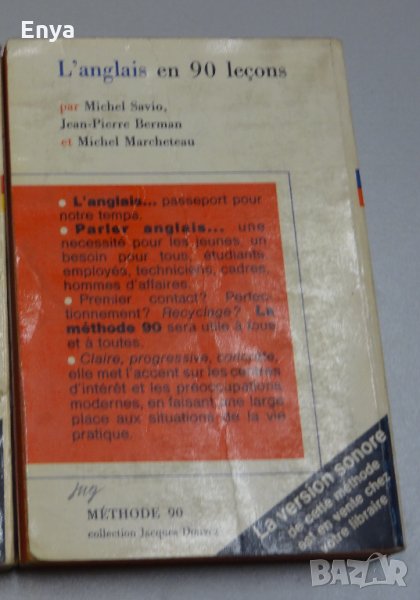 Enya
L'anglais en 90 leçons
par Michel Savio,
Jean-Pierre Berman
et Michel Marcheteau
• L'anglais... passeport pour
notre temps.
• Parler anglais... une
nécessité pour les jeunes, un
besoin pour tous, étudiants,
employés, techniciens, cadres,
hommes d'affaires.
• Premier contact? Perfec-
tionnement? Recyclage? La
méthode 90 sera utile à tous
et à toutes.
• Claire, progressive,
elle met l'accent sur les centres
d'intérêt et les préoccupations
modernes, en faisant une large
place aux situations de la vie
pratique.
MÉTHODE 90
collection Jacques
La version sonore
de cette méthode
est en vente chez
votre libraire
bazar.bg